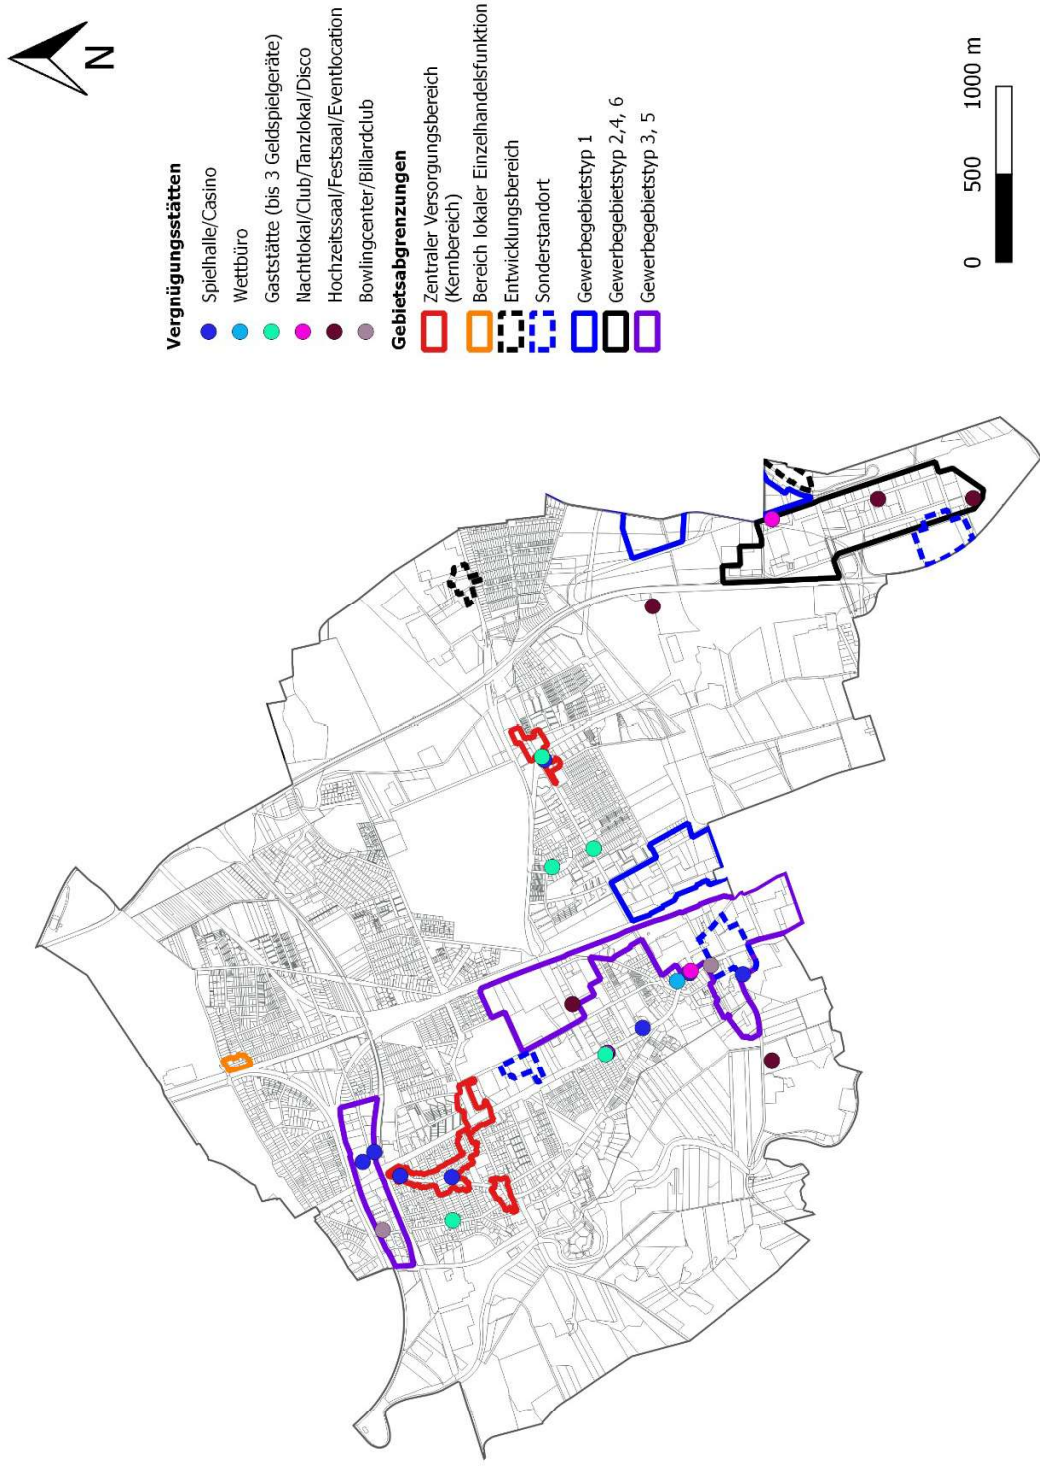 N
Vergnügungsstätten
Spielhalle/Casino
Wettbüro
Gaststätte (bis 3 Geldspielgeräte)
Nachtlokal/Club/Tanzlokal/Disco
Hochzeitssaal/Festsaal/Eventlocation
Bowlingcenter/Billardclub
Gebietsabgrenzungen
Zentraler Versorgungsbereich
(Kernbereich)
Bereich lokaler Einzelhandelsfunktion
Entwicklungsbereich
Sonderstandort
Gewerbegebietstyp 1
Gewerbegebietstyp 2,4, 6
Gewerbegebietstyp 3, 5
0 500 1000 m